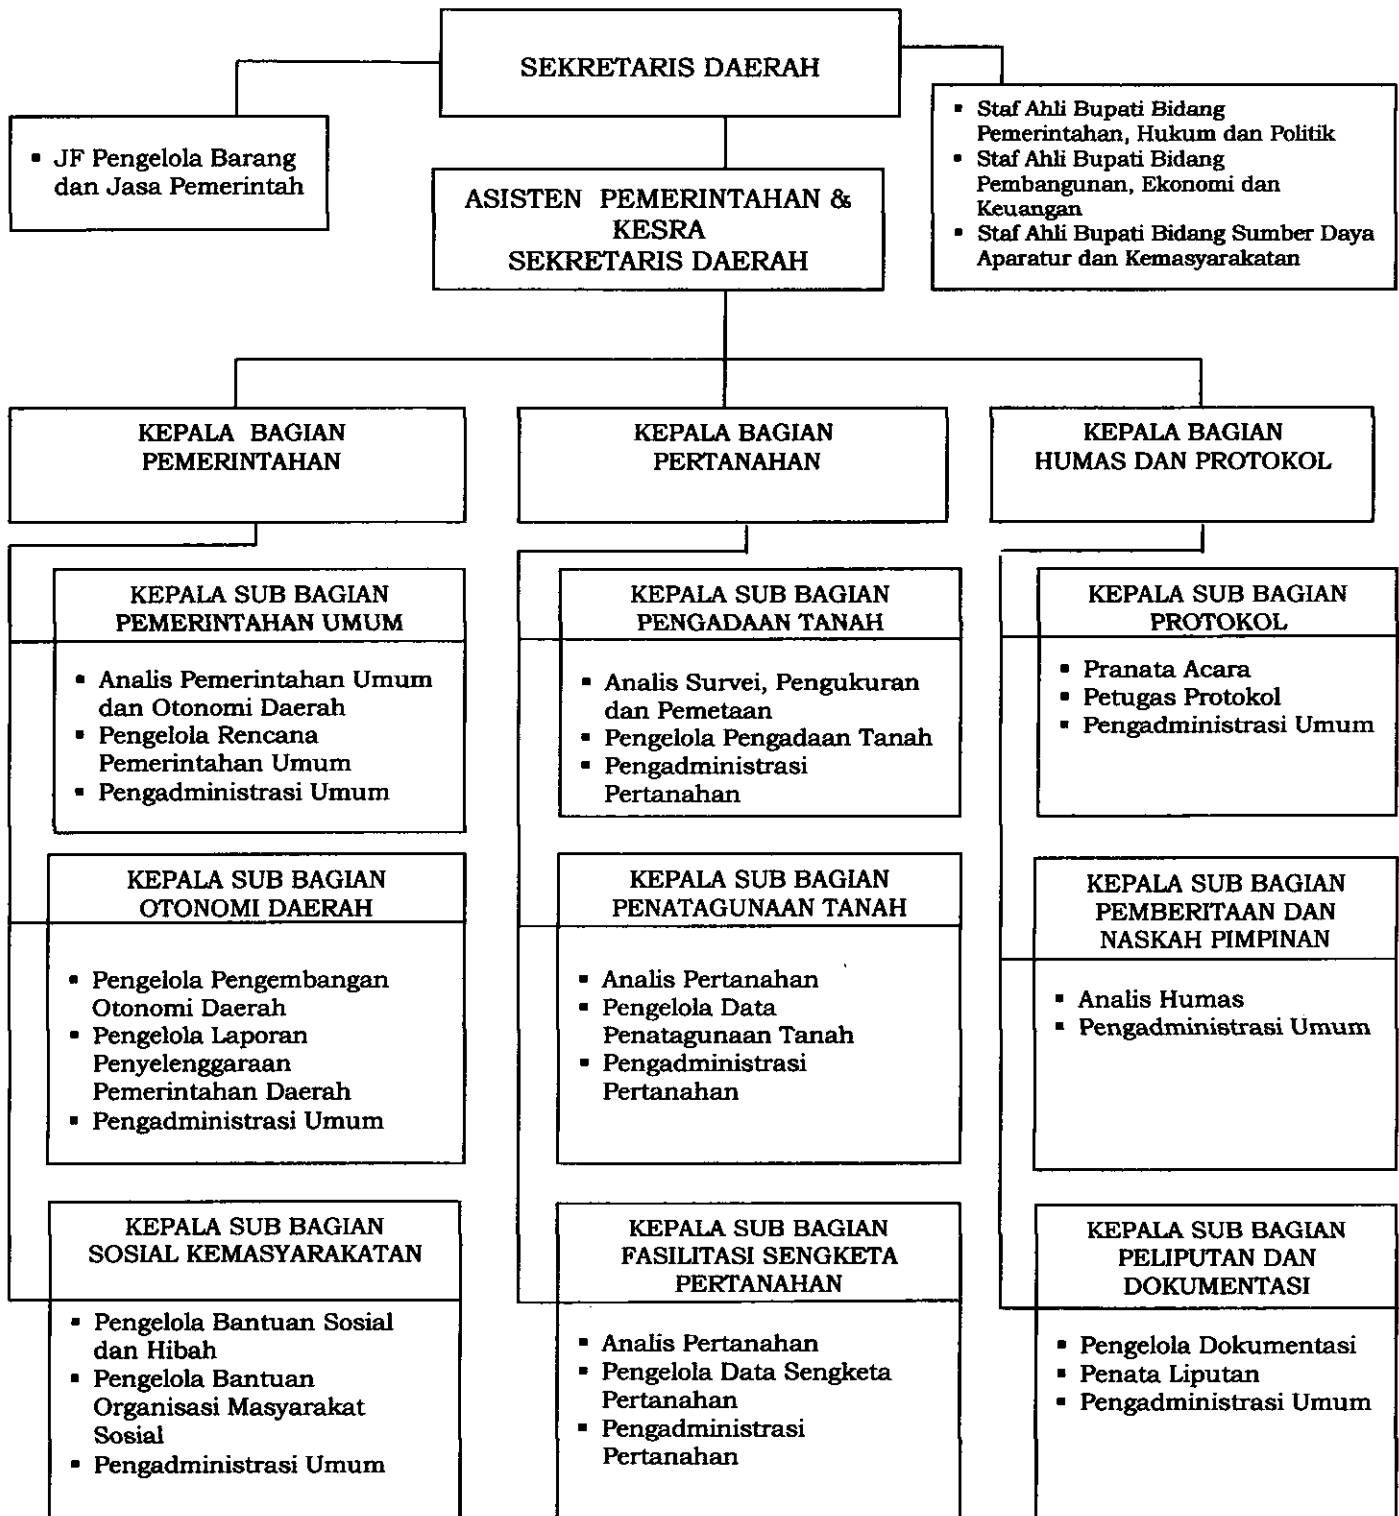 SEKRETARIS DAERAH
▪ JF Pengelola Barang
dan Jasa Pemerintah
▪ Staf Ahli Bupati Bidang
Pemerintahan, Hukum dan Politik
▪ Staf Ahli Bupati Bidang
Pembangunan, Ekonomi dan
Keuangan
▪ Staf Ahli Bupati Bidang Sumber Daya
Aparatur dan Kemasyarakatan
ASISTEN PEMERINTAHAN &
KESRA
SEKRETARIS DAERAH
KEPALA BAGIAN
PEMERINTAHAN
KEPALA SUB BAGIAN
PEMERINTAHAN UMUM
▪ Analis Pemerintahan Umum
dan Otonomi Daerah
▪ Pengelola Rencana
Pemerintahan Umum
▪ Pengadministrasi Umum
KEPALA SUB BAGIAN
OTONOMI DAERAH
▪ Pengelola Pengembangan
Otonomi Daerah
▪ Pengelola Laporan
Penyelenggaraan
Pemerintahan Daerah
▪ Pengadministrasi Umum
KEPALA SUB BAGIAN
SOSIAL KEMASYARAKATAN
▪ Pengelola Bantuan Sosial
dan Hibah
▪ Pengelola Bantuan
Organisasi Masyarakat
Sosial
▪ Pengadministrasi Umum
KEPALA BAGIAN
PERTANAHAN
KEPALA SUB BAGIAN
PENGADAAN TANAH
▪ Analis Survei, Pengukuran
dan Pemetaan
▪ Pengelola Pengadaan Tanah
▪ Pengadministrasi
Pertanahan
KEPALA SUB BAGIAN
PENATAGUNAAN TANAH
▪ Analis Pertanahan
▪ Pengelola Data
Penatagunaan Tanah
▪ Pengadministrasi
Pertanahan
KEPALA SUB BAGIAN
FASILITASI SENGKETA
PERTANAHAN
▪ Analis Pertanahan
▪ Pengelola Data Sengketa
Pertanahan
▪ Pengadministrasi
Pertanahan
KEPALA BAGIAN
HUMAS DAN PROTOKOL
KEPALA SUB BAGIAN
PROTOKOL
▪ Pranata Acara
▪ Petugas Protokol
▪ Pengadministrasi Umum
KEPALA SUB BAGIAN
PEMBERITAAN DAN
NASKAH PIMPINAN
▪ Analis Humas
▪ Pengadministrasi Umum
KEPALA SUB BAGIAN
PELIPUTAN DAN
DOKUMENTASI
▪ Pengelola Dokumentasi
▪ Penata Liputan
▪ Pengadministrasi Umum